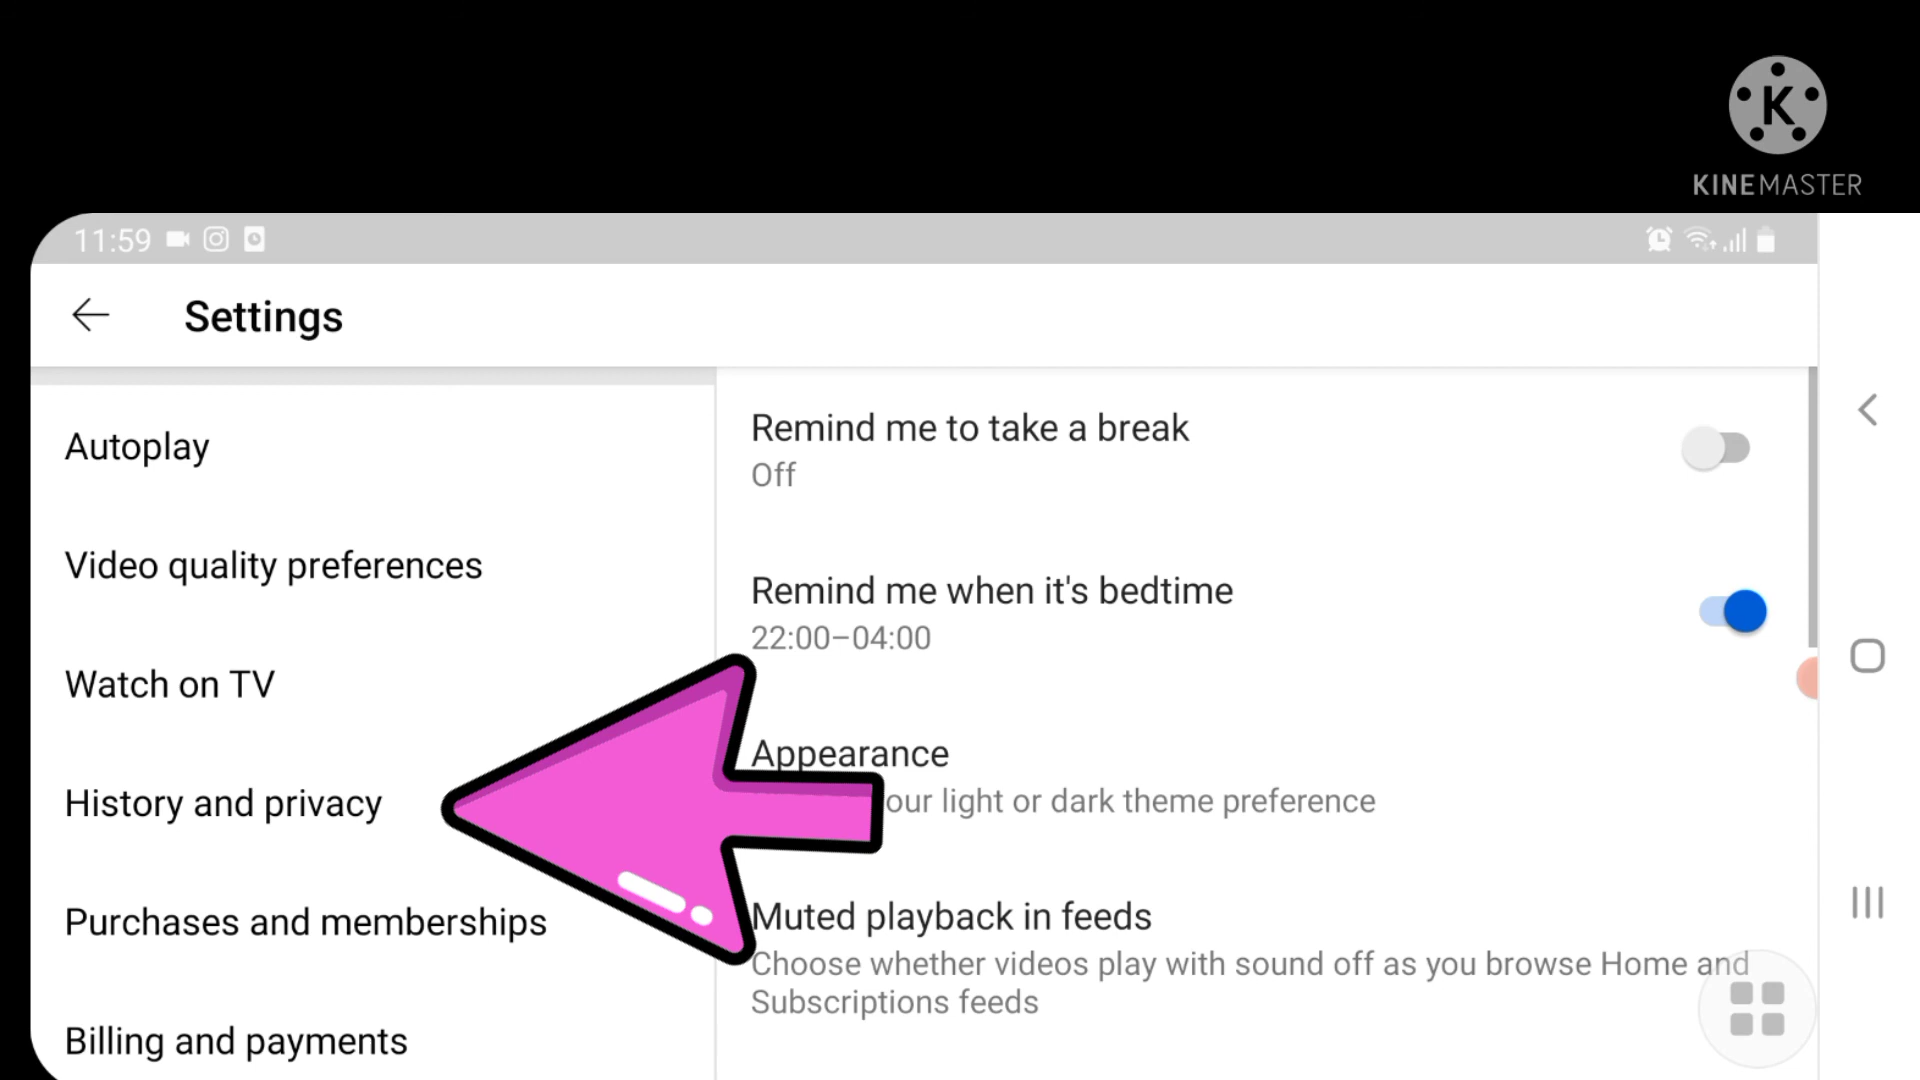 K
KINEMASTER
11:59
Settings
Autoplay
Video quality preferences
Watch on TV
History and privacy
Purchases and memberships
Billing and payments
Remind me to take a break
Off
Remind me when it's bedtime
22:00–04:00
Appearance
our light or dark theme preference
Muted playback in feeds
Choose whether videos play with sound off as you browse Home and
Subscriptions feeds